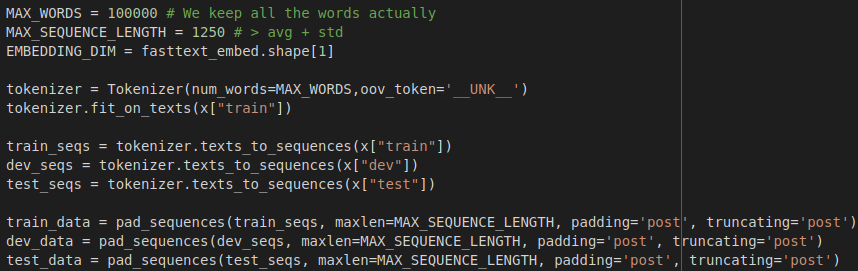 MAX_WORDS = 100000 # We keep all the words actually
MAX_SEQUENCE_LENGTH = 1250 # > avg + std
EMBEDDING_DIM = fasttext_embed.shape[1]
tokenizer = Tokenizer(num_words=MAX_WORDS,oov_token='__UNK__')
tokenizer.fit_on_texts(x["train"])
train_seqs = tokenizer.texts_to_sequences(x["train"])
dev_seqs = tokenizer.texts_to_sequences(x["dev"])
test_seqs = tokenizer.texts_to_sequences(x["test"])
train_data = pad_sequences(train_seqs, maxlen=MAX_SEQUENCE_LENGTH, padding='post', truncating='post')
dev_data = pad_sequences(dev_seqs, maxlen=MAX_SEQUENCE_LENGTH, padding='post', truncating='post')
test_data = pad_sequences(test_seqs, maxlen=MAX_SEQUENCE_LENGTH, padding='post', truncating='post')